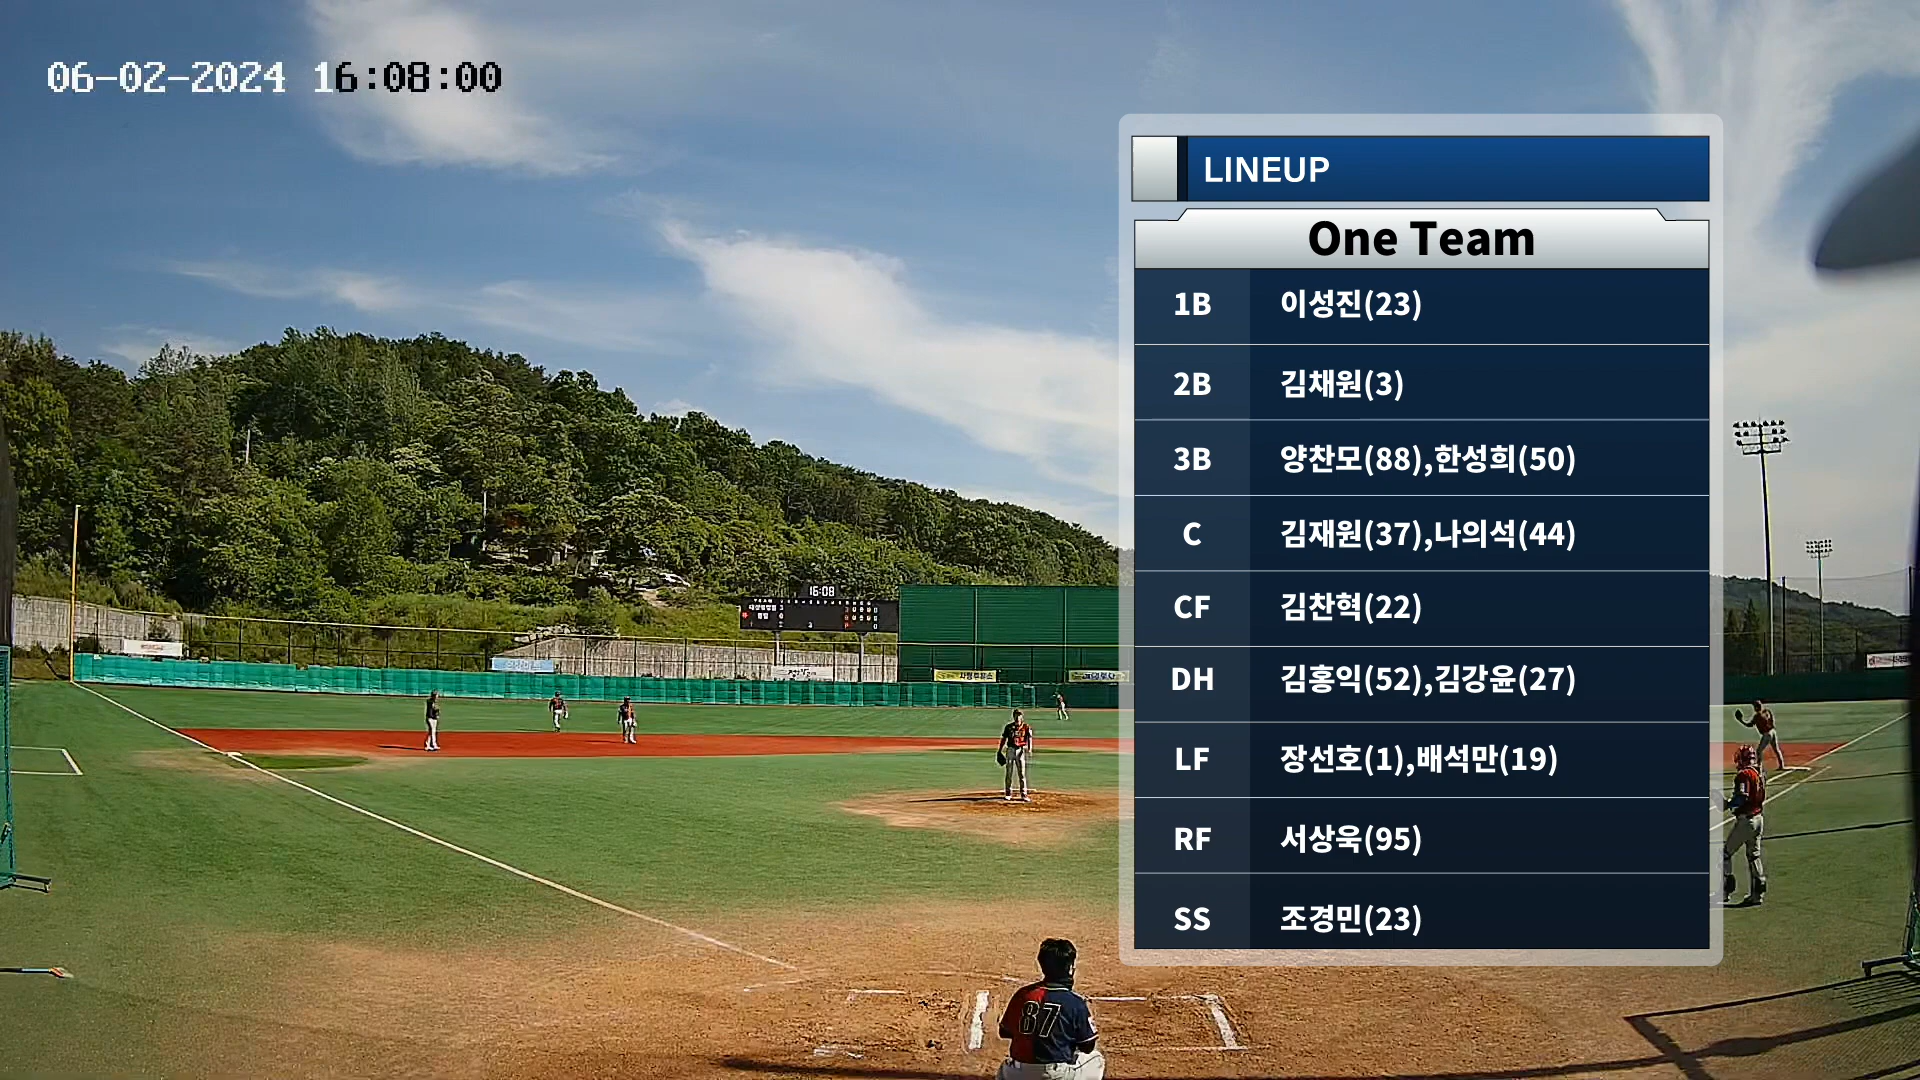 06-02-2024 16:08:00
LINEUP
One Team
1B 이성진(23)
2B 김채원(3)
3B 양찬모(88),한성희(50)
C 김재원(37),나의석(44)
CF 김찬혁(22)
DH 김홍익(52),김강윤(27)
LF 장선호(1),배석만(19)
RF 서상욱(95)
SS 조경민(23)
16:08
87